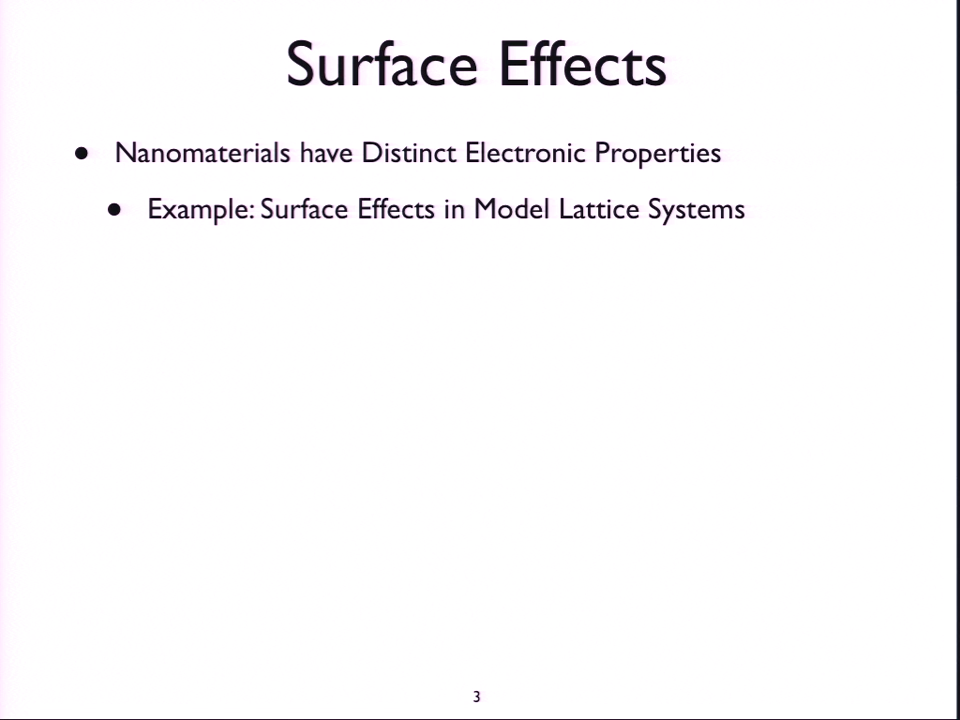 Surface Effects
• Nanomaterials have Distinct Electronic Properties
• Example: Surface Effects in Model Lattice Systems
3